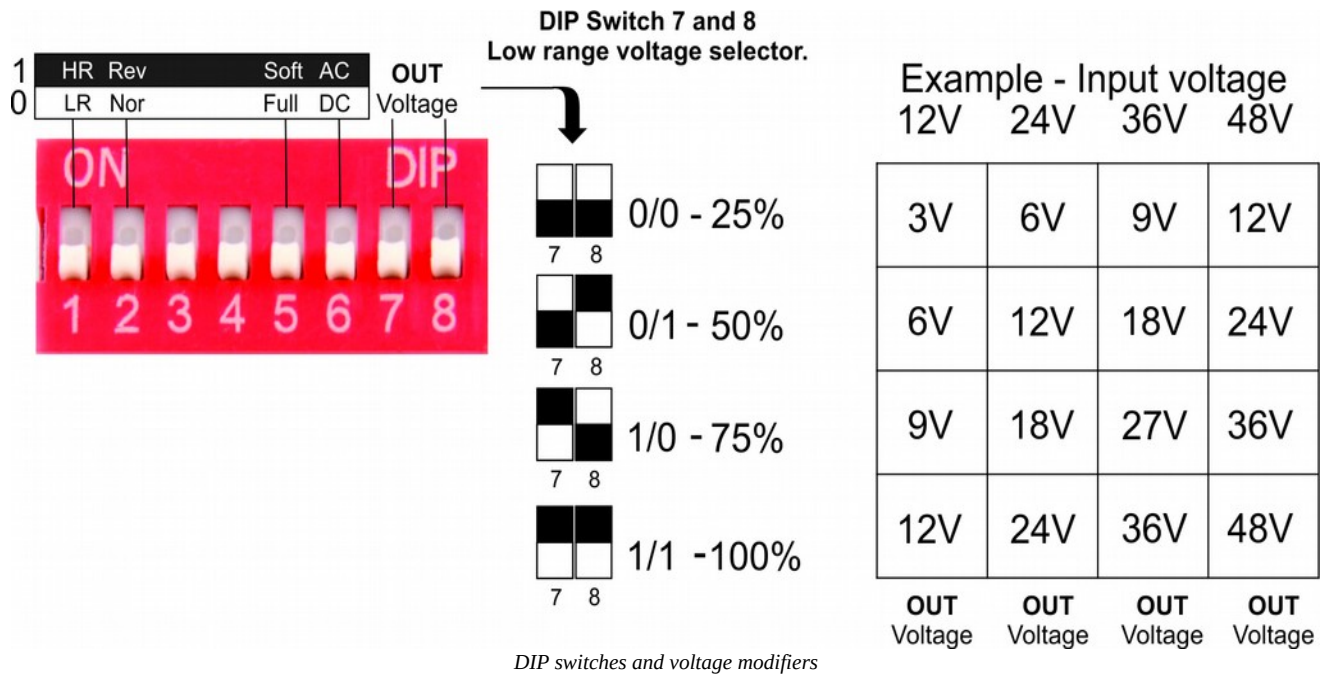 DIP Switch 7 and 8
Low range voltage selector.
1 HR Rev Soft AC OUT
0 LR Nor Full DC Voltage
ON DIP
1 2 3 4 5 6 7 8
0/0 - 25%
7 8
0/1 - 50%
7 8
1/0 - 75%
7 8
1/1 -100%
7 8
Example - Input voltage
12V 24V 36V 48V
3V 6V 9V 12V
6V 12V 18V 24V
9V 18V 27V 36V
12V 24V 36V 48V
OUT OUT OUT OUT
Voltage Voltage Voltage Voltage
DIP switches and voltage modifiers